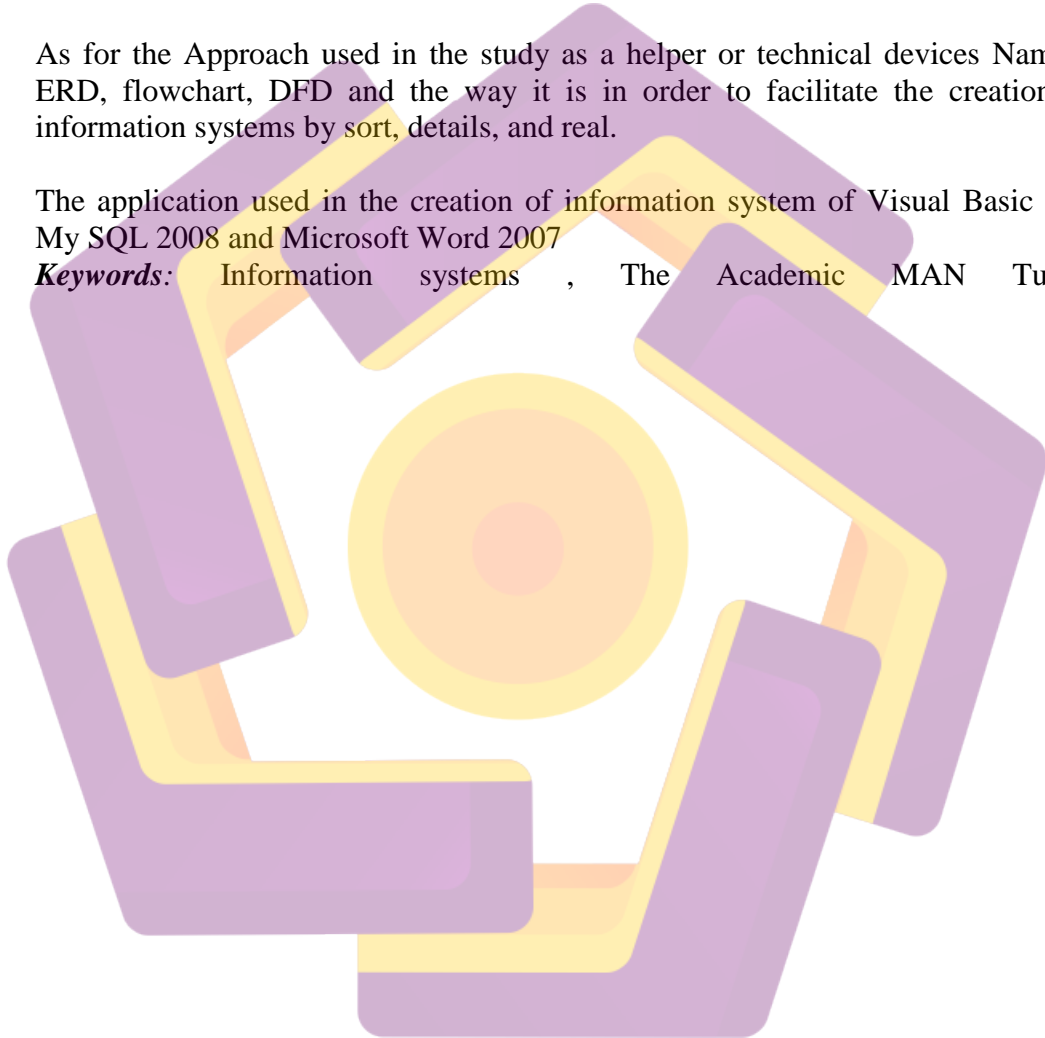 As for the Approach used in the study as a helper or technical devices
ERD, flowchart, DFD and the way it is in order to facilitate the creation
information systems by sort, details, and real.
The application used in the creation of information system of Visual Basic
My SQL 2008 and Microsoft Word 2007
Keywords: Information systems , The Academic MAN